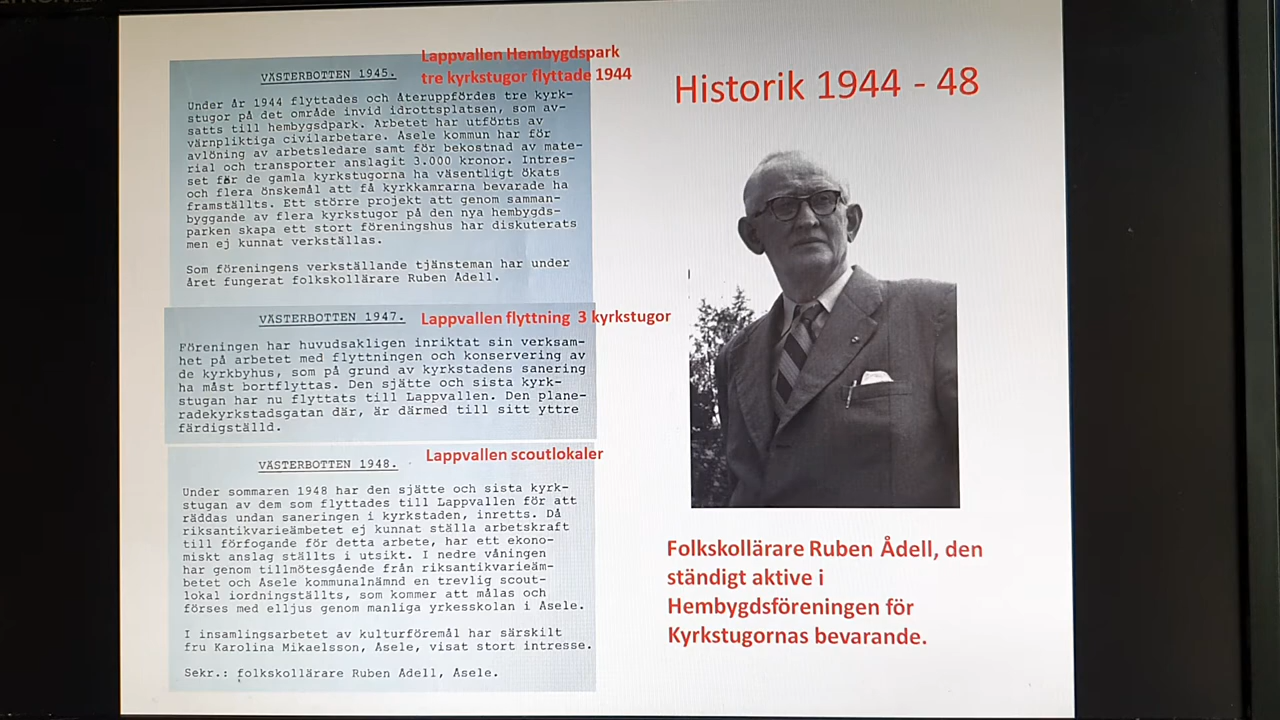 Lappvallen Hembygdspark
tre kyrkstugor flyttade 1944
VÄSTERBOTTEN 1945.
Under år 1944 flyttades och återuppfördes tre kyrk-
stugor på det område invid idrottsplatsen, som av-
satts till hembygsdpark. Arbetet har utförts av
värnpliktiga civilarbetare. Åsele kommun har för
avlöning av arbetsledare samt för bekostnad av mate-
rial och transporter anslagit 3.000 kronor. Intres-
set för de gamla kyrkstugorna ha väsentligt ökats
och flera önskemål att få kyrkkamrarna bevarade ha
framställts. Ett större projekt att genom samman-
byggande av flera kyrkstugor på den nya hembygds-
parken skapa ett stort föreningshus har diskuterats
men ej kunnat verkställas.
Som föreningens verkställande tjänsteman har under
året fungerat folkskollärare Ruben Ådell.
VÄSTERBOTTEN 1947.
Lappvallen flyttning 3 kyrkstugor
Föreningen har huvudsakligen inriktat sin verksam-
het på arbetet med flyttningen och konservering av
de kyrkbyhus, som på grund av kyrkstadens sanering
ha måst bortflyttas. Den sjätte och sista kyrk-
stugan har nu flyttats till Lappvallen. Den plane-
radekyrkstadsgatan där, är därmed till sitt yttre
färdigställd.
VÄSTERBOTTEN 1948.
Lappvallen scoutlokaler
Under sommaren 1948 har den sjätte och sista kyrk-
stugan av dem som flyttades till Lappvallen för att
räddas undan saneringen i kyrkstaden, inretts. Då
riksantikvarieämbetet ej kunnat ställa arbetskraft
till förfogande för detta arbete, har ett ekono-
miskt anslag ställts i utsikt. I nedre våningen
har genom tillmötesgående från riksantikvarieäm-
betet och Åsele kommunalnämnd en trevlig scout-
lokal iordningställts, som kommer att målas och
förses med elljus genom manliga yrkesskolan i Åsele.
I insamlingsarbetet av kulturföremål har särskilt
fru Karolina Mikaelsson, Åsele, visat stort intresse.
Sekr.: folkskollärare Ruben Ådell, Åsele.
Historik 1944 - 48
Folkskollärare Ruben Ådell, den
ständigt aktive i
Hembygdsföreningen för
Kyrkstugornas bevarande.